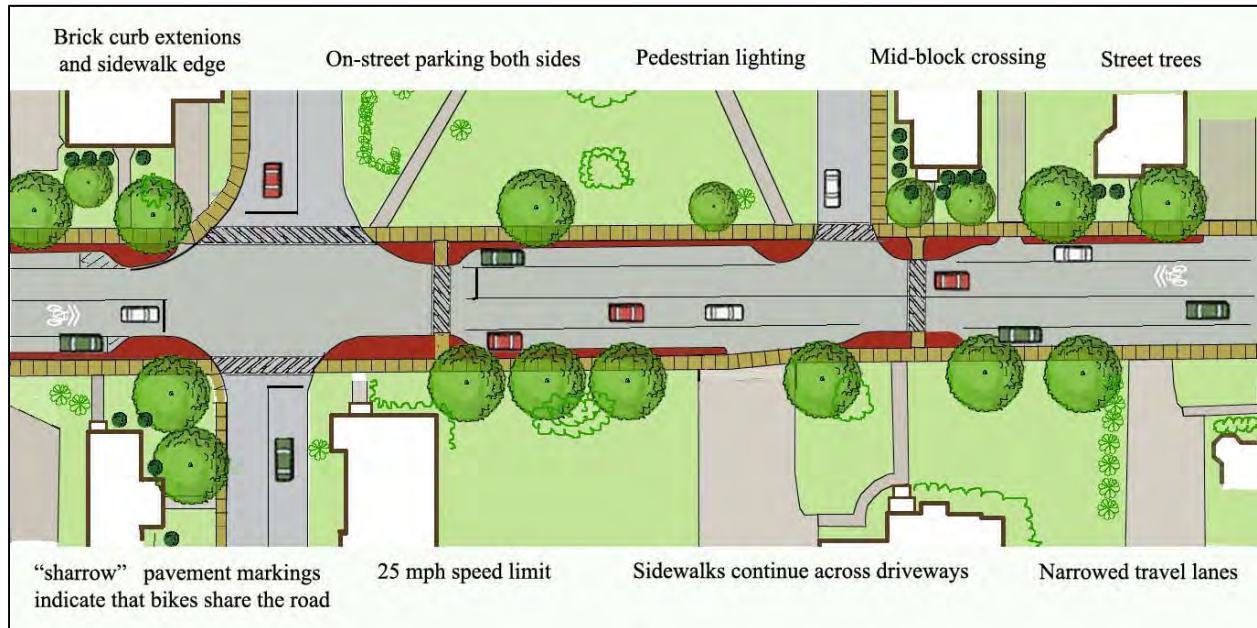 Brick curb extenions
and sidewalk edge
On-street parking both sides
Pedestrian lighting
Mid-block crossing
Street trees
“sharrow” pavement markings
indicate that bikes share the road
25 mph speed limit
Sidewalks continue across driveways
Narrowed travel lanes